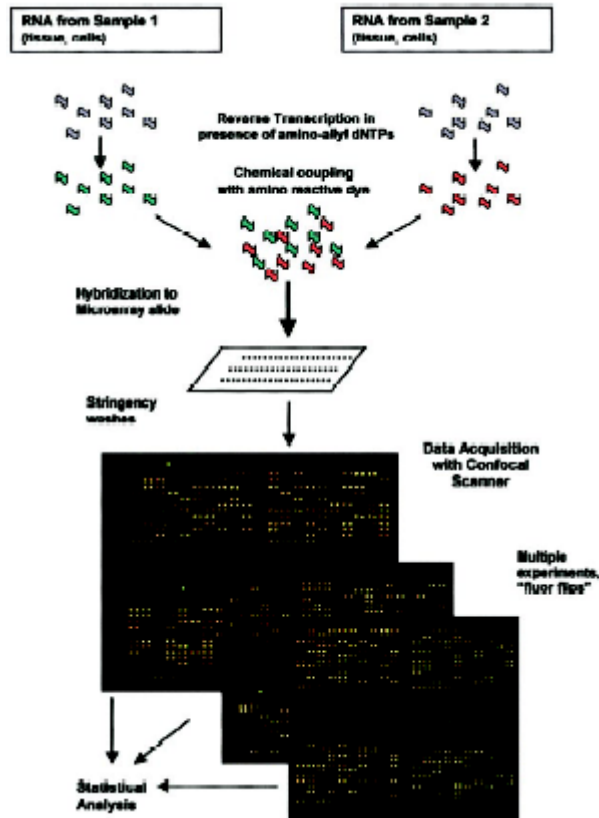 RNA from Sample 1
(tissue, cells)
RNA from Sample 2
(tissue, cells)
Reverse Transcription in
presence of amino-allyl dNTPs
Chemical coupling
with amino reactive dye
Hybridization to
Microarray slide
Stringency
washes
Data Acquisition
with Confocal
Scanner
Multiple
experiments,
"fluor flips"
Statistical
Analysis